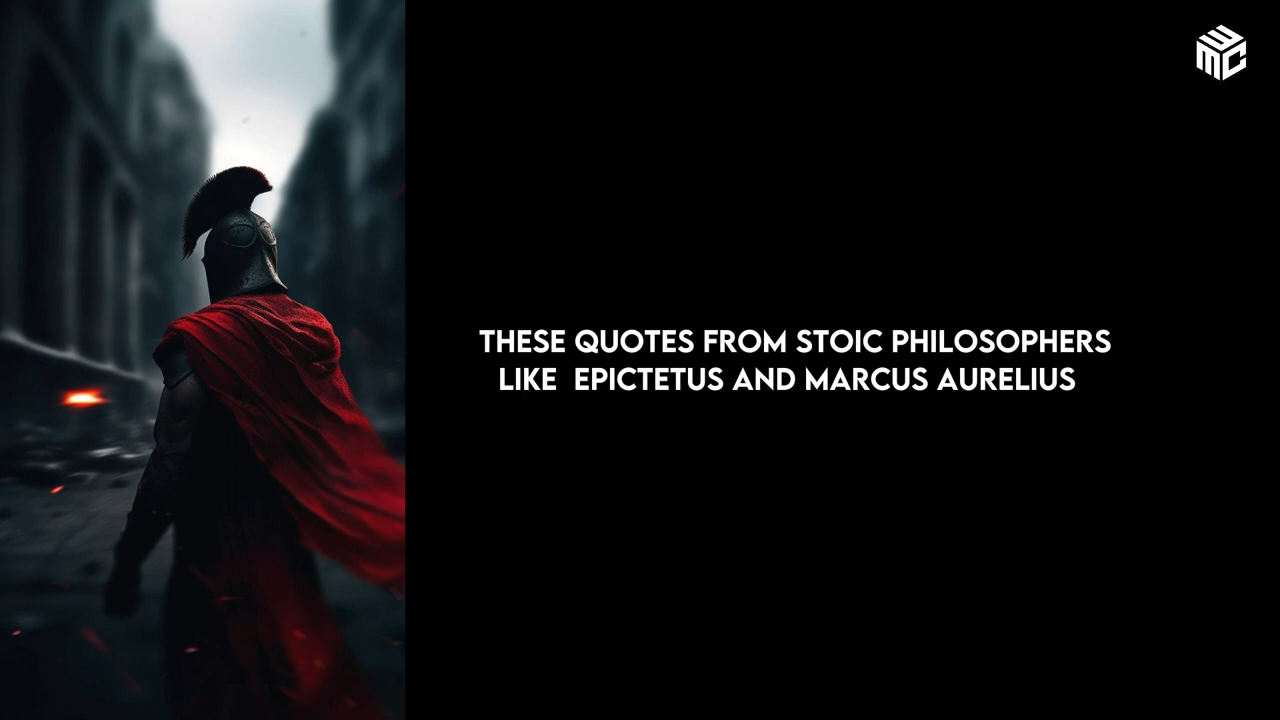 THESE QUOTES FROM STOIC PHILOSOPHERS
LIKE  EPICTETUS AND MARCUS AURELIUS